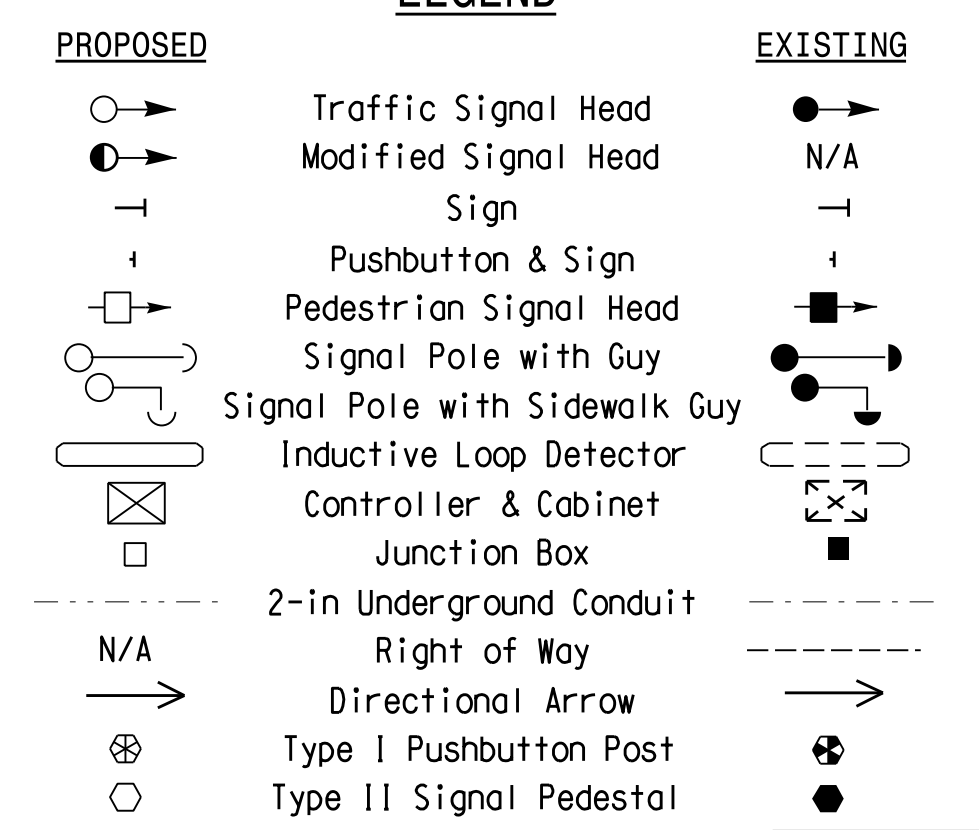 LEGEND
PROPOSED EXISTING
Traffic Signal Head
Modified Signal Head N/A
Sign
Pushbutton & Sign
Pedestrian Signal Head
Signal Pole with Guy
Signal Pole with Sidewalk Guy
Inductive Loop Detector
Controller & Cabinet
Junction Box
2-in Underground Conduit
N/A Right of Way
Directional Arrow
Type I Pushbutton Post
Type II Signal Pedestal